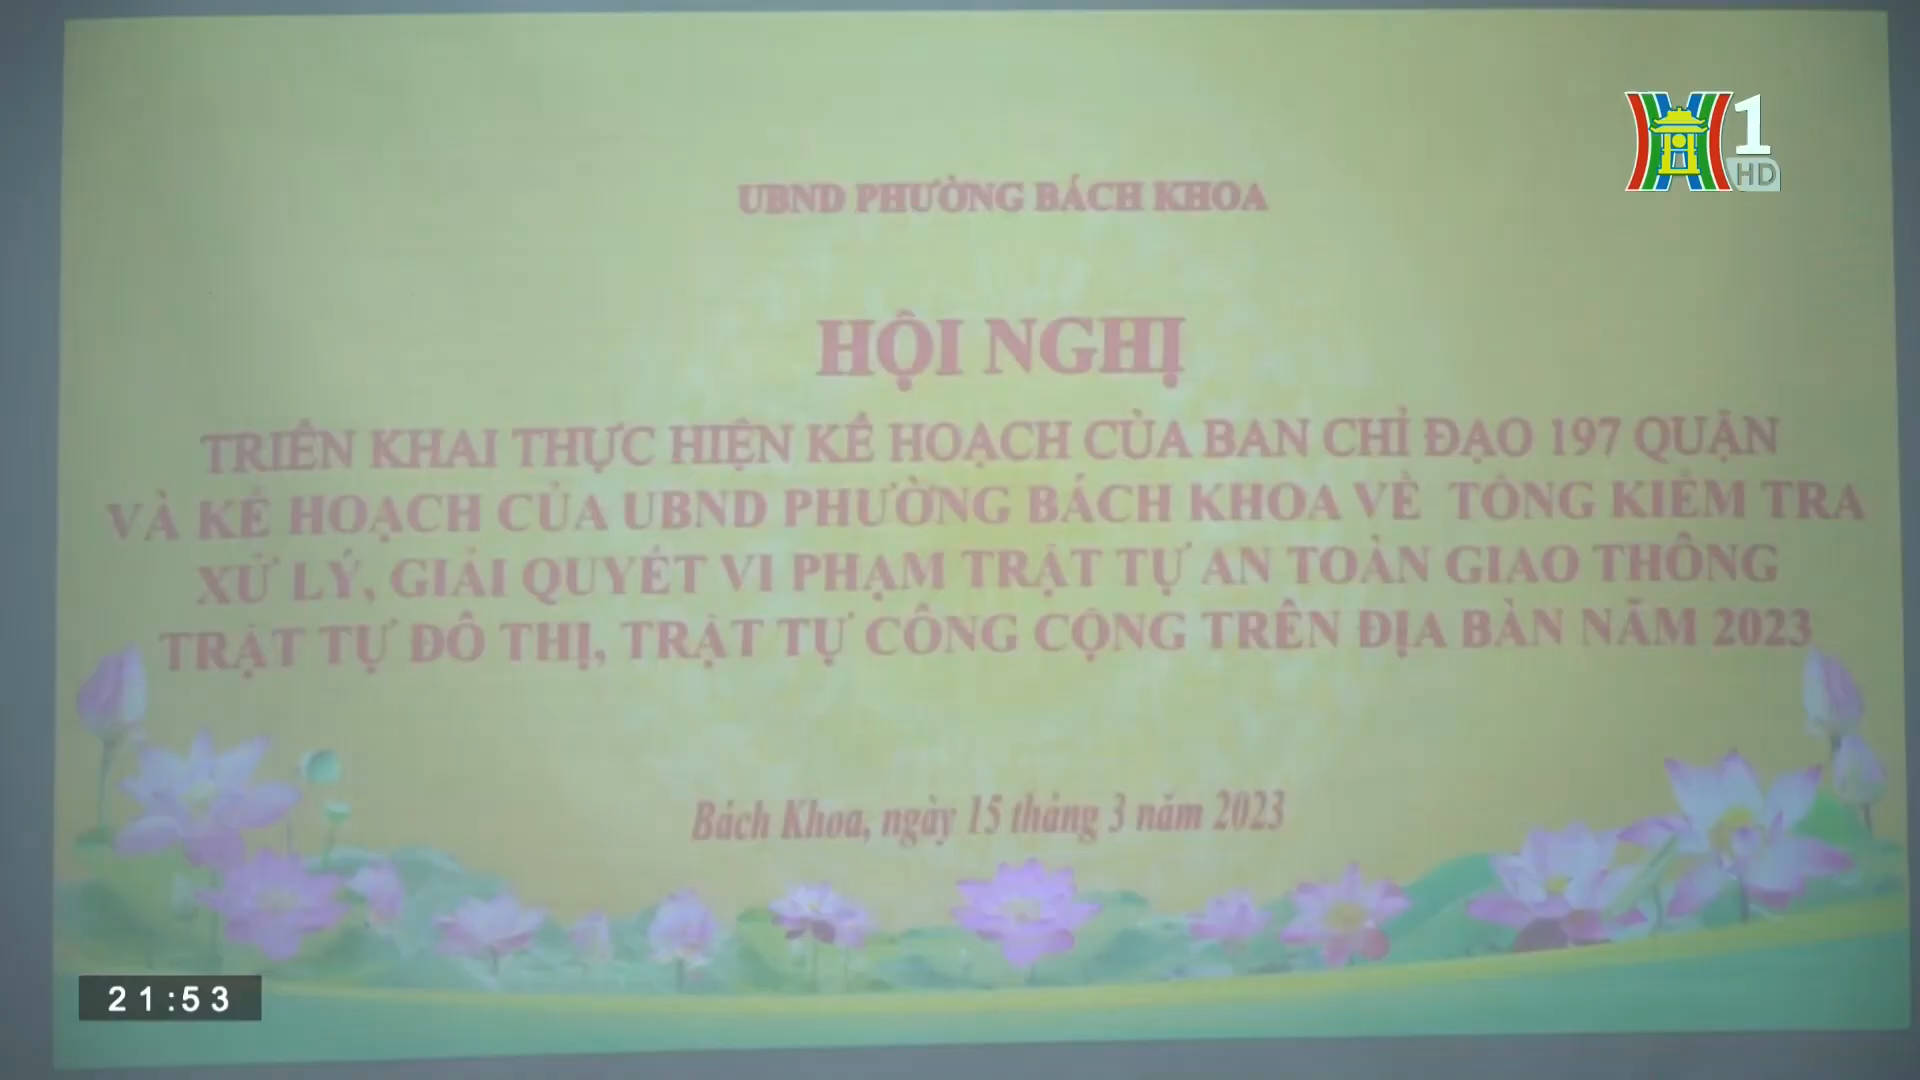 1
HD
UBND PHƯỜNG BÁCH KHOA
HỘI NGHỊ
TRIỂN KHAI THỰC HIỆN KẾ HOẠCH CỦA BAN CHỈ ĐẠO 197 QUẬN
VÀ KẾ HOẠCH CỦA UBND PHƯỜNG BÁCH KHOA VỀ TỔNG KIỂM TRA
XỬ LÝ, GIẢI QUYẾT VI PHẠM TRẬT TỰ AN TOÀN GIAO THÔNG
TRẬT TỰ ĐÔ THỊ, TRẬT TỰ CÔNG CỘNG TRÊN ĐỊA BÀN NĂM 2023
Bách Khoa, ngày 15 tháng 3 năm 2023
21:53